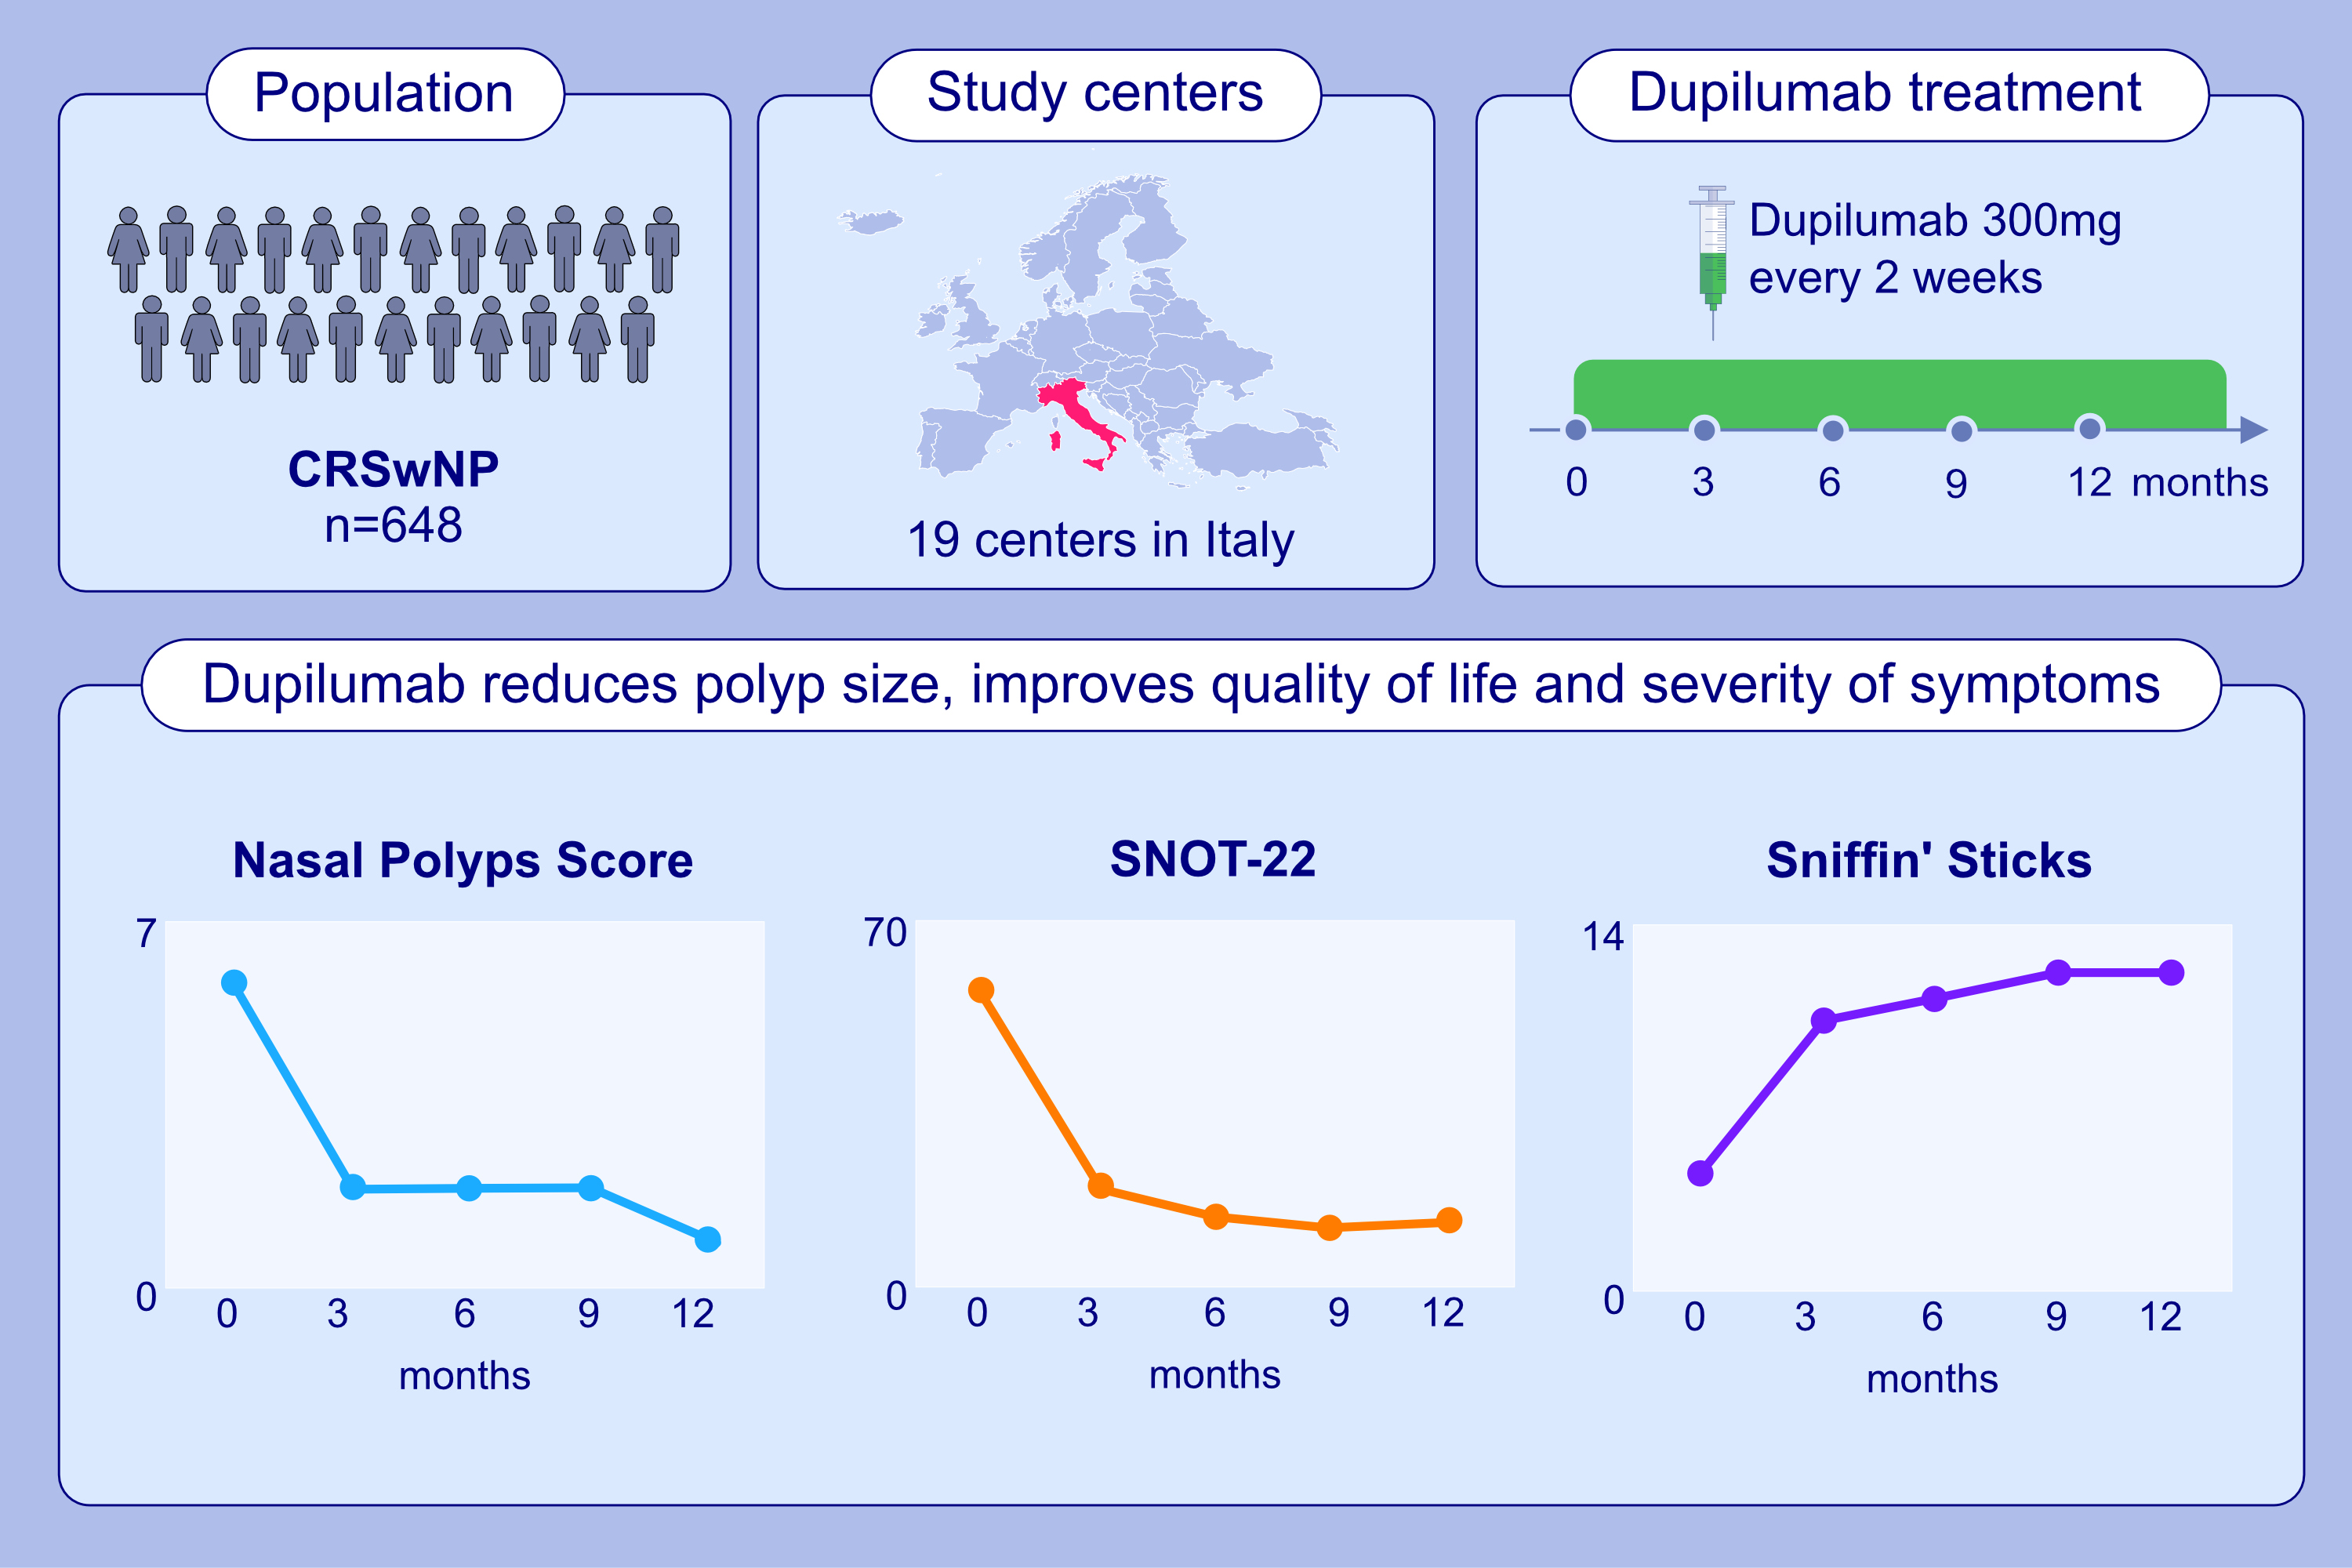 Population
CRSwNP
n=648
Study centers
19 centers in Italy
Dupilumab treatment
Dupilumab 300mg
every 2 weeks
0 3 6 9 12 months
Dupilumab reduces polyp size, improves quality of life and severity of symptoms
Nasal Polyps Score
7
0
0 3 6 9 12
months
SNOT-22
70
0
0 3 6 9 12
months
Sniffin' Sticks
14
0
0 3 6 9 12
months